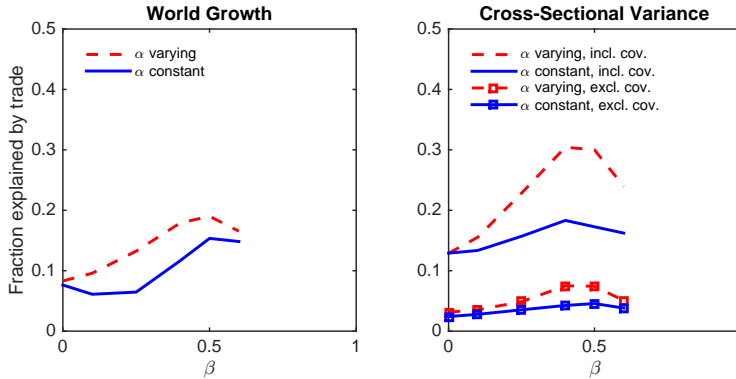 World Growth
Fraction explained by trade
0.5
0.4
0.3
0.2
0.1
0
0
0.5
1
β
α varying
α constant
Cross-Sectional Variance
0.5
0.4
0.3
0.2
0.1
0
0
0.5
β
α varying, incl. cov.
α constant, incl. cov.
α varying, excl. cov.
α constant, excl. cov.